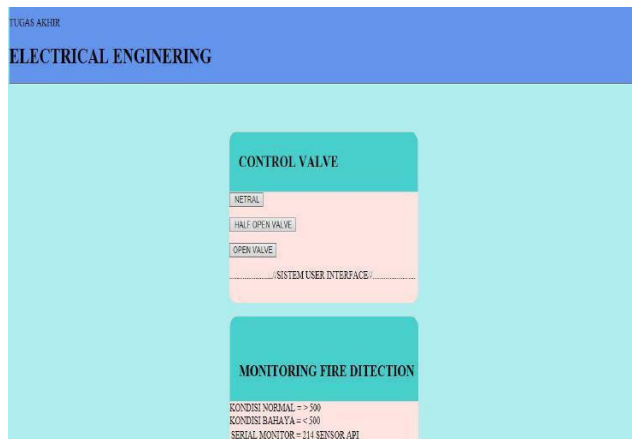 TUGAS AKHIR
ELECTRICAL ENGINERING
CONTROL VALVE
NETRAL
HALF OPEN VALVE
OPEN VALVE
........................//SISTEM USER INTERFACE//........................
MONITORING FIRE DITECTION
KONDISI NORMAL = > 500
KONDISI BAHAYA = < 500
SERIAL MONITOR = 214 SENSOR API